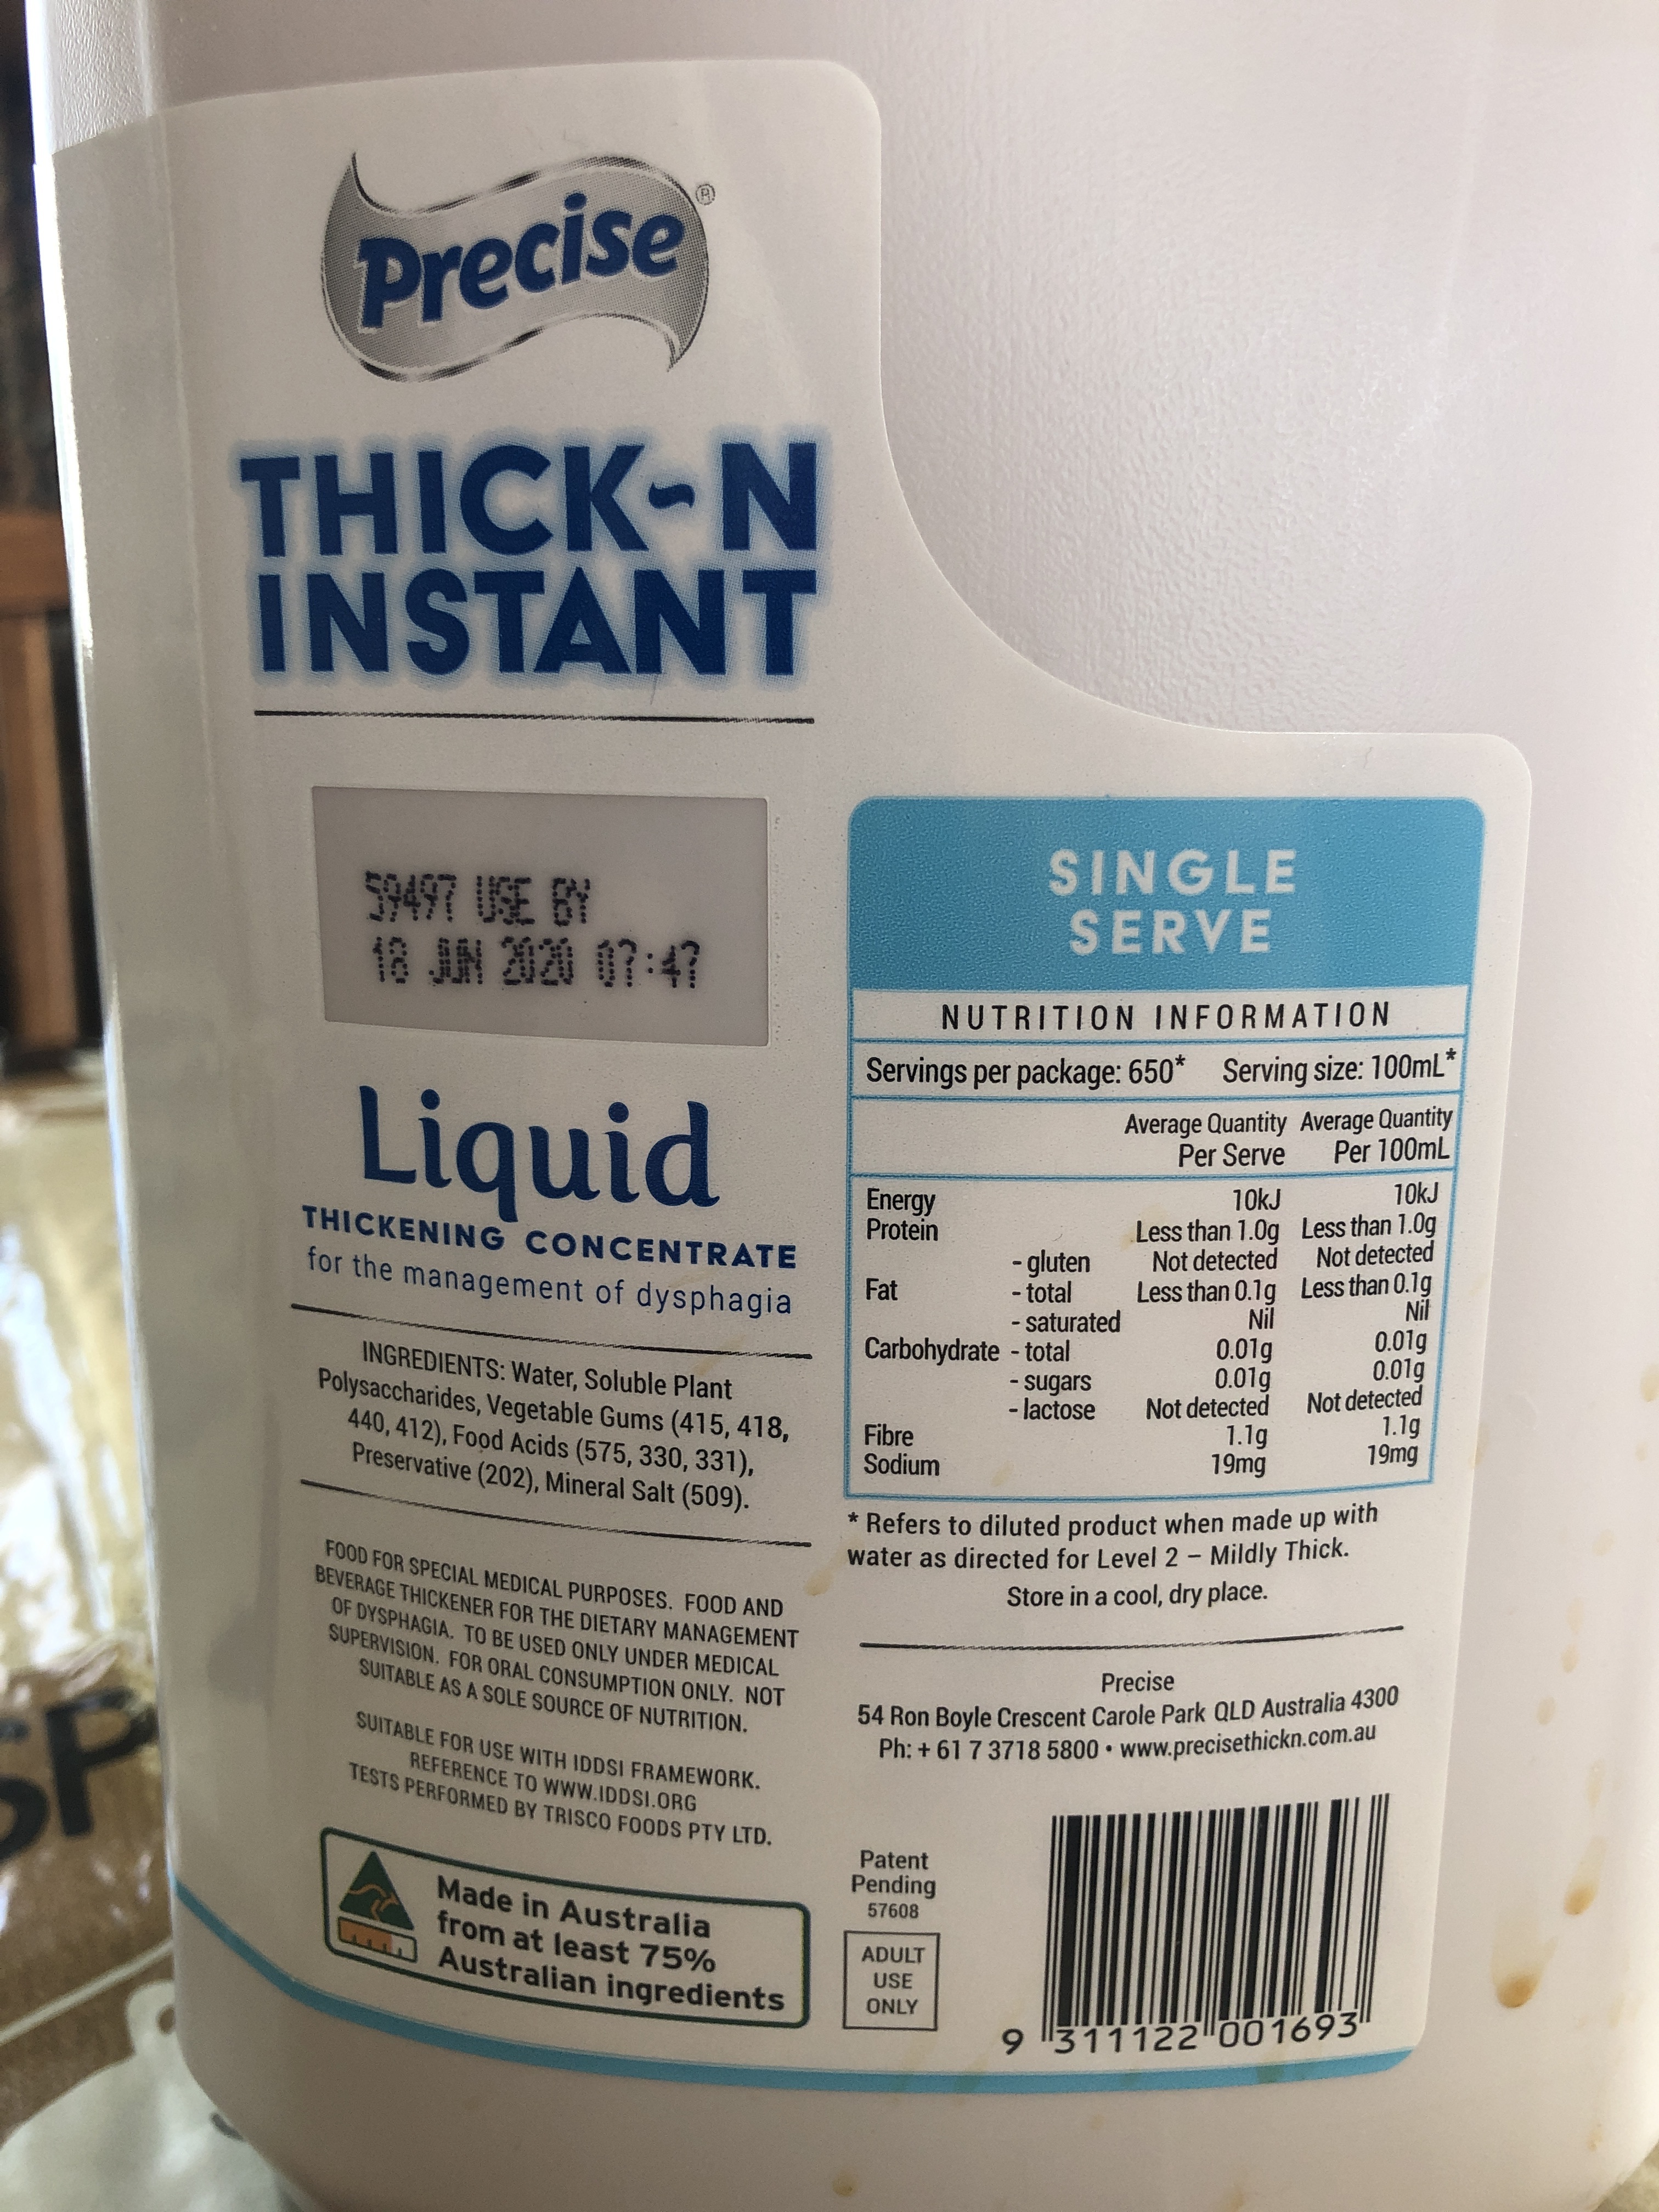 Precise®
THICK~N
INSTANT
59497 USE BY
18 JUN 2020 07:47
Liquid
THICKENING CONCENTRATE
for the management of dysphagia
INGREDIENTS: Water, Soluble Plant
Polysaccharides, Vegetable Gums (415, 418,
440, 412), Food Acids (575, 330, 331),
Preservative (202), Mineral Salt (509).
FOOD FOR SPECIAL MEDICAL PURPOSES. FOOD AND
BEVERAGE THICKENER FOR THE DIETARY MANAGEMENT
OF DYSPHAGIA. TO BE USED ONLY UNDER MEDICAL
SUPERVISION. FOR ORAL CONSUMPTION ONLY. NOT
SUITABLE AS A SOLE SOURCE OF NUTRITION.
SUITABLE FOR USE WITH IDDSI FRAMEWORK.
REFERENCE TO WWW.IDDSI.ORG
TESTS PERFORMED BY TRISCO FOODS PTY LTD.
Made in Australia
from at least 75%
Australian ingredients
SINGLE
SERVE
NUTRITION INFORMATION
Servings per package: 650* Serving size: 100mL*
Average Quantity Average Quantity
Per Serve Per 100mL
Energy 10kJ 10kJ
Protein Less than 1.0g Less than 1.0g
- gluten Not detected Not detected
Fat - total Less than 0.1g Less than 0.1g
- saturated Nil Nil
Carbohydrate - total 0.01g 0.01g
- sugars 0.01g 0.01g
- lactose Not detected Not detected
Fibre 1.1g 1.1g
Sodium 19mg 19mg
* Refers to diluted product when made up with
water as directed for Level 2 – Mildly Thick.
Store in a cool, dry place.
Precise
54 Ron Boyle Crescent Carole Park QLD Australia 4300
Ph: + 61 7 3718 5800 • www.precisethickn.com.au
Patent
Pending
57608
ADULT
USE
ONLY
9 311122 001693